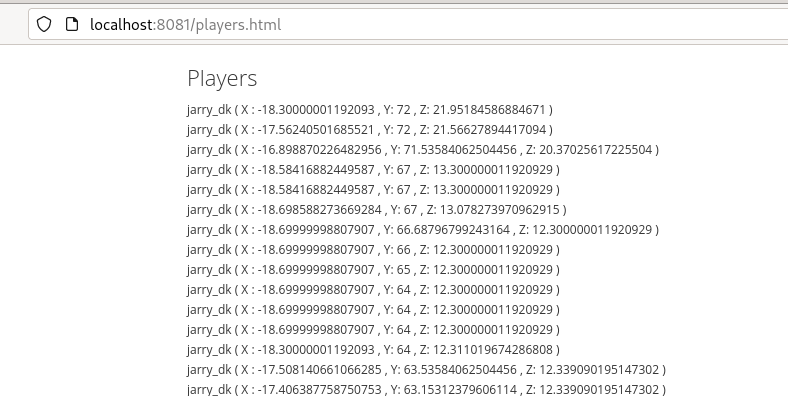 localhost:8081/players.html
Players
jarry_dk ( X : -18.30000001192093 , Y: 72 , Z: 21.95184586884671 )
jarry_dk ( X : -17.56240501685521 , Y: 72 , Z: 21.56627894417094 )
jarry_dk ( X : -16.898870226482956 , Y: 71.53584062504456 , Z: 20.37025617225504 )
jarry_dk ( X : -18.58416882449587 , Y: 67 , Z: 13.300000011920929 )
jarry_dk ( X : -18.58416882449587 , Y: 67 , Z: 13.300000011920929 )
jarry_dk ( X : -18.698588273669284 , Y: 67 , Z: 13.078273970962915 )
jarry_dk ( X : -18.69999998807907 , Y: 66.68796799243164 , Z: 12.300000011920929 )
jarry_dk ( X : -18.69999998807907 , Y: 66 , Z: 12.300000011920929 )
jarry_dk ( X : -18.69999998807907 , Y: 65 , Z: 12.300000011920929 )
jarry_dk ( X : -18.69999998807907 , Y: 64 , Z: 12.300000011920929 )
jarry_dk ( X : -18.69999998807907 , Y: 64 , Z: 12.300000011920929 )
jarry_dk ( X : -18.69999998807907 , Y: 64 , Z: 12.300000011920929 )
jarry_dk ( X : -18.30000001192093 , Y: 64 , Z: 12.311019674286808 )
jarry_dk ( X : -17.508140661066285 , Y: 63.53584062504456 , Z: 12.339090195147302 )
jarry_dk ( X : -17.406387758750753 , Y: 63.15312379606114 , Z: 12.339090195147302 )